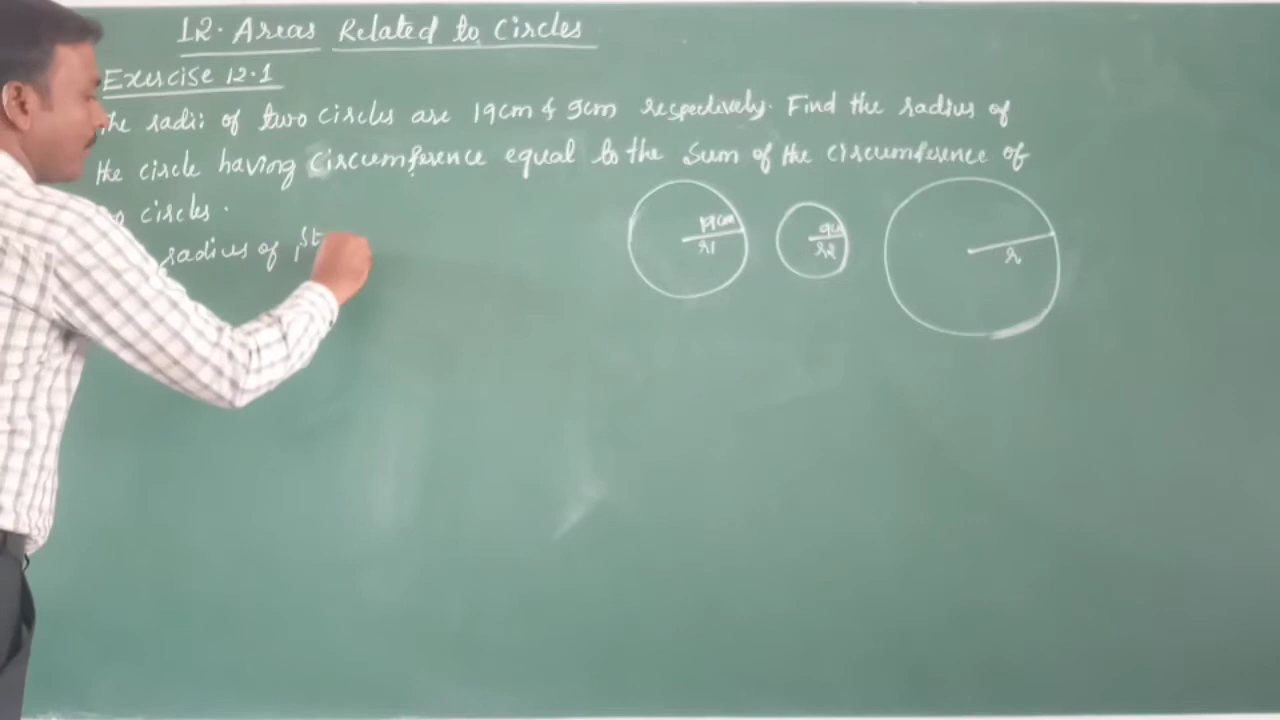 12. Areas Related to Circles
Exercise 12.1
The radii of two circles are 19cm & 9cm respectively. Find the radius of
the circle having circumference equal to the sum of the circumference of
circles.
radius of 1st
19cm
r1
r2
r